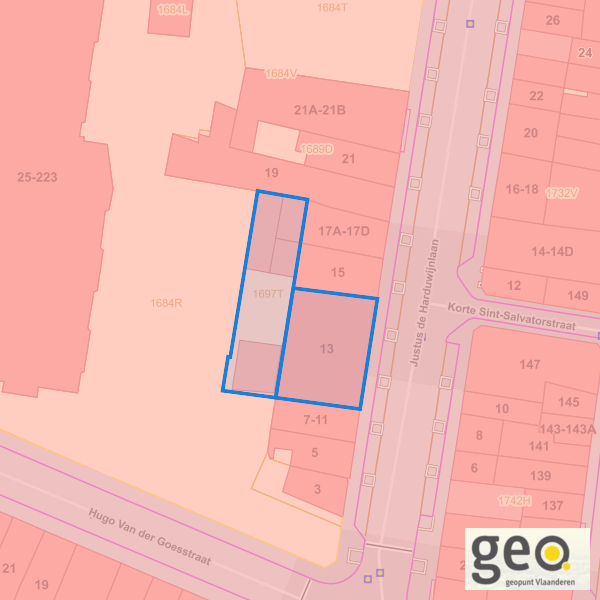 1684L
1684T
26
24
1684V
22
21A-21B
20
1689D
21
25-223
19
16-18
1732V
17A-17D
14-14D
15
12
149
1697T
1684R
Justus de Harduwijnlaan
Korte Sint-Salvatorstraat
13
147
145
10
7-11
143-143A
8
141
5
6
139
3
1742H
137
Hugo Van der Goesstraat
21
19
geo
geopunt Vlaanderen